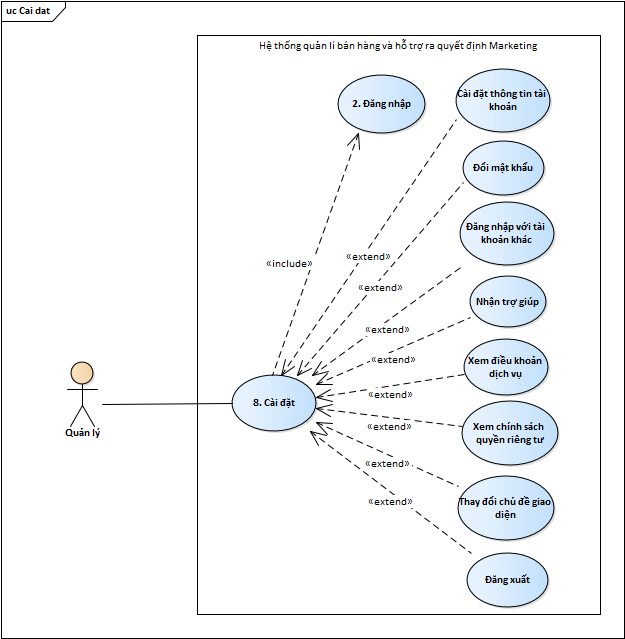 uc Cai dat
Hệ thống quản lí bán hàng và hỗ trợ ra quyết định Marketing
2. Đăng nhập
Cài đặt thông tin tài
khoản
Đổi mật khẩu
Đăng nhập với tài
khoản khác
«include»
«extend»
«extend»
Nhận trợ giúp
«extend»
«extend»
Xem điều khoản
dịch vụ
«extend»
8. Cài đặt
Quản lý
«extend»
Xem chính sách
quyền riêng tư
«extend»
Thay đổi chủ đề giao
diện
«extend»
Đăng xuất